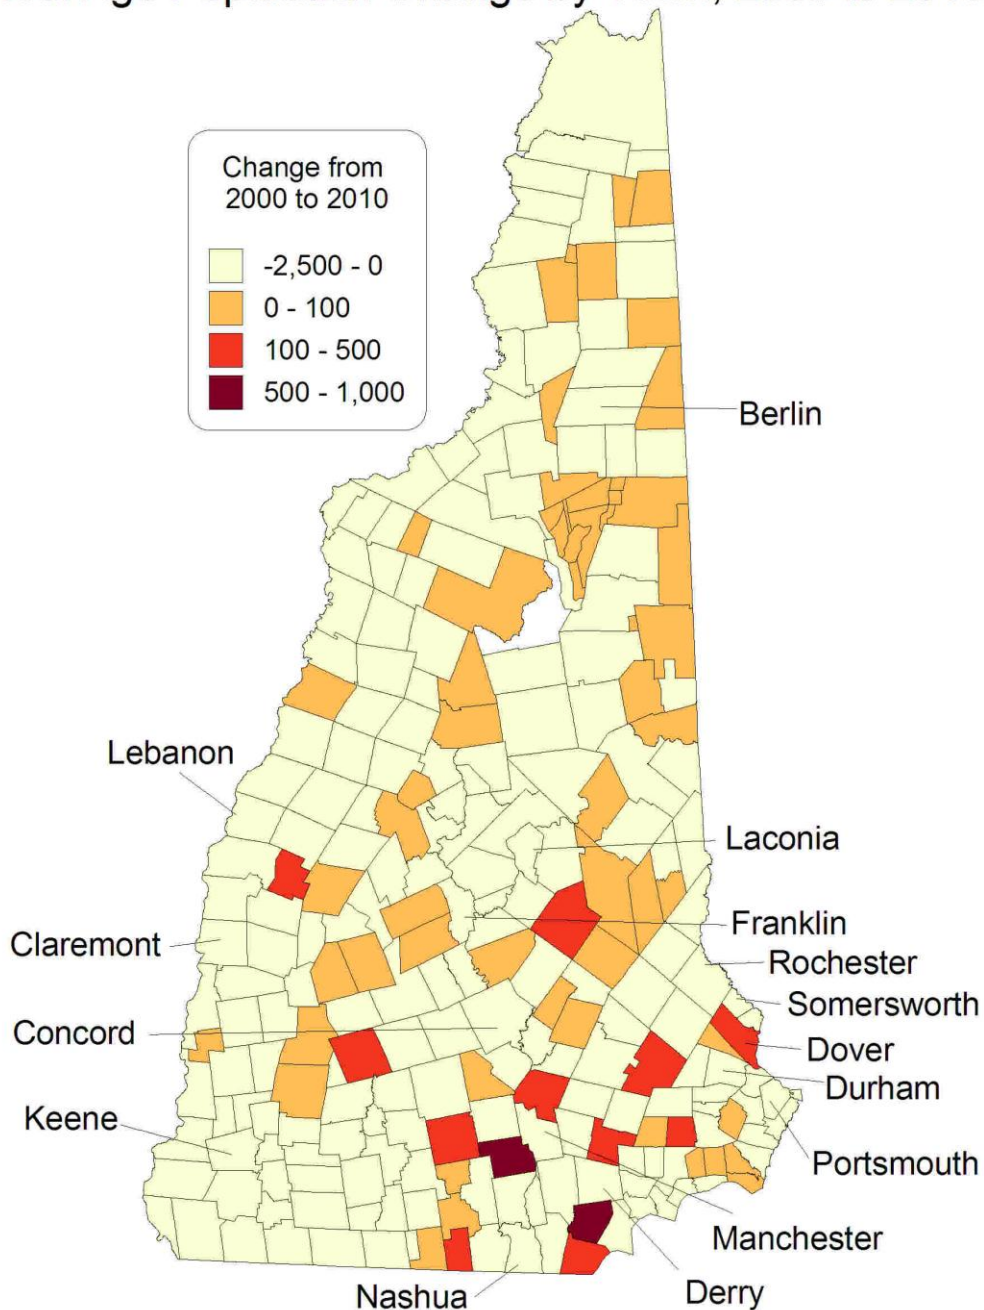 Change from
2000 to 2010
-2,500 - 0
0 - 100
100 - 500
500 - 1,000
Berlin
Lebanon
Laconia
Franklin
Claremont
Rochester
Somersworth
Concord
Dover
Durham
Keene
Portsmouth
Manchester
Derry
Nashua